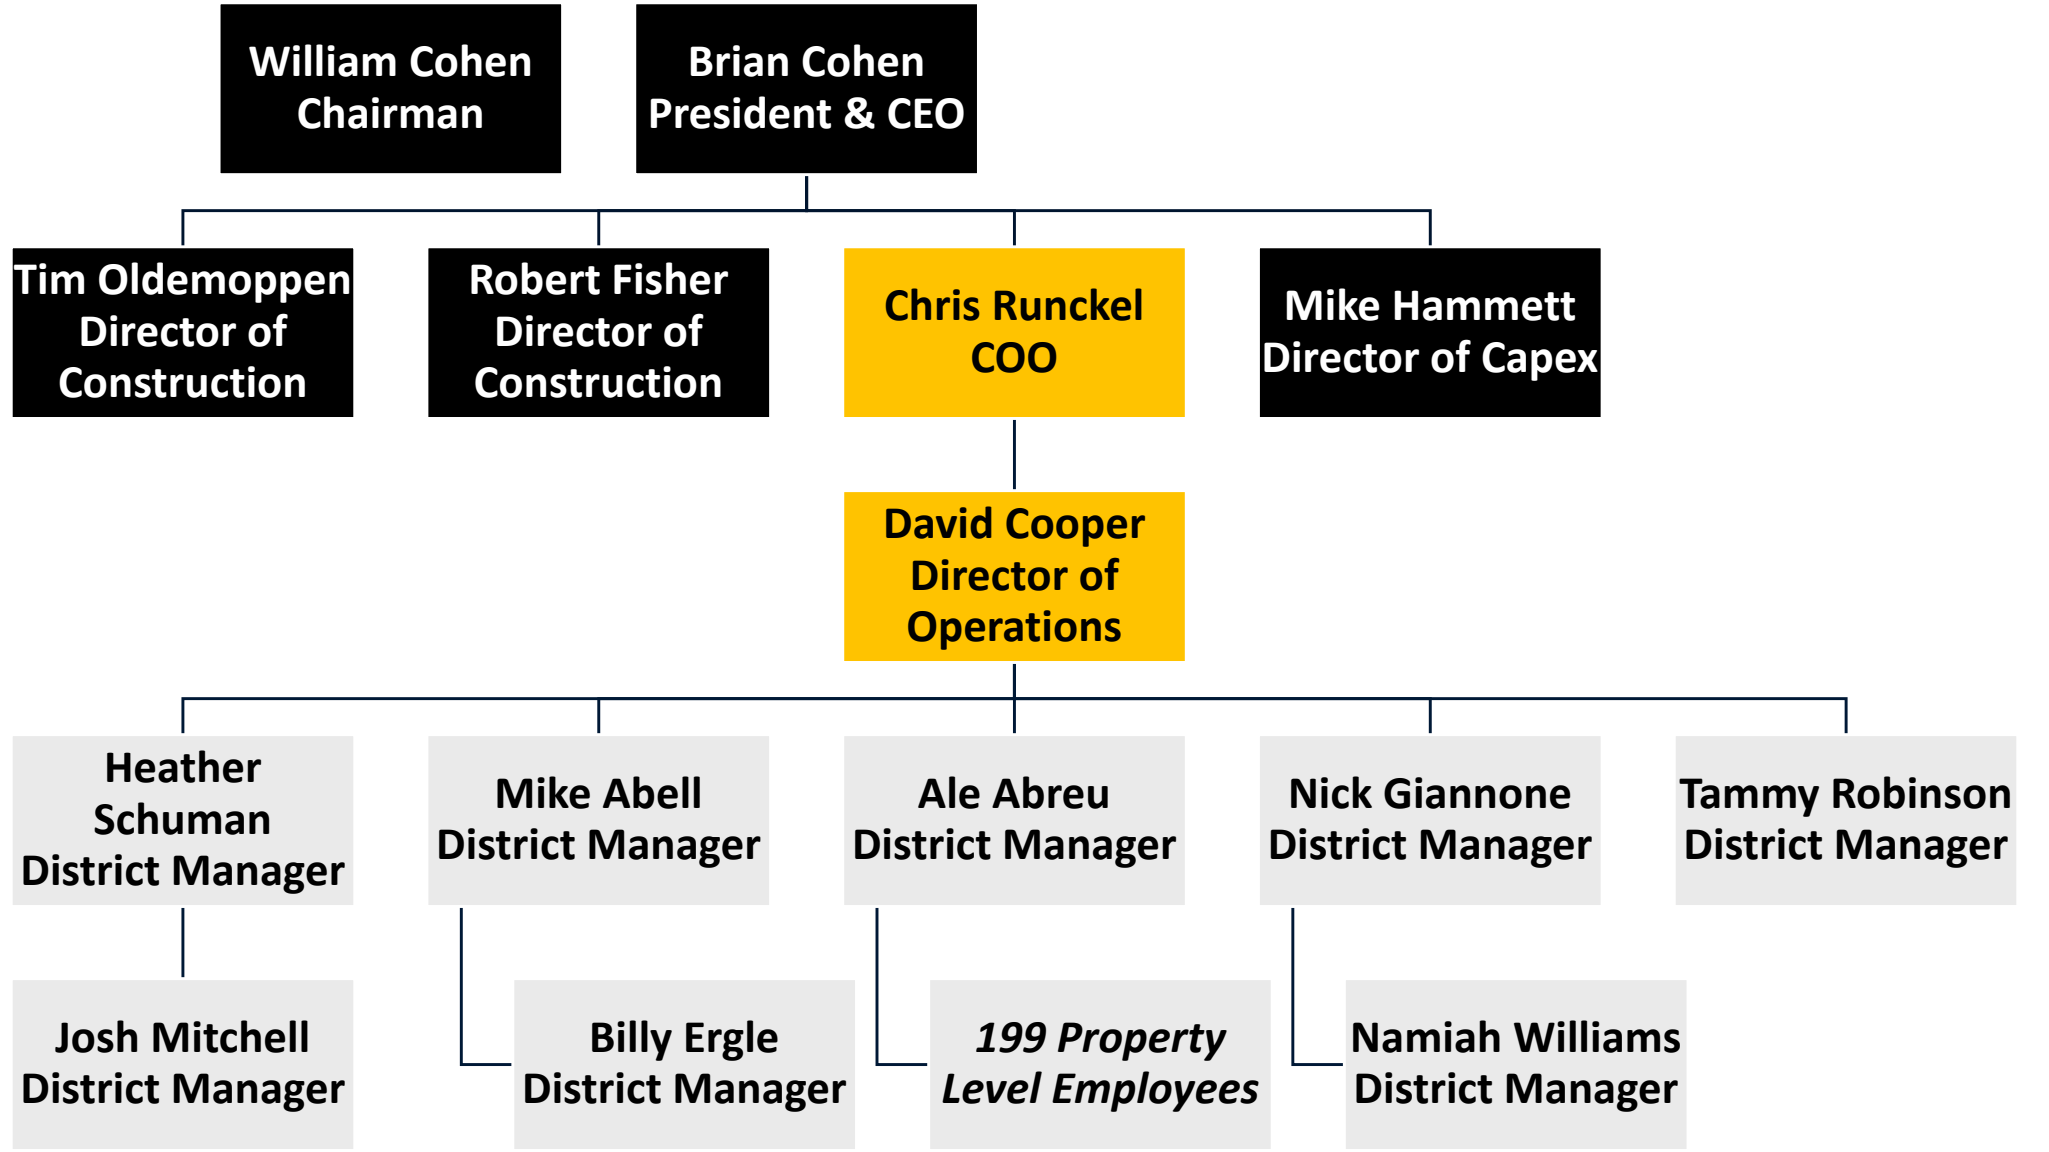 William Cohen
Chairman
Brian Cohen
President & CEO
Tim Oldemoppen
Director of
Construction
Robert Fisher
Director of
Construction
Chris Runckel
COO
Mike Hammett
Director of Capex
David Cooper
Director of
Operations
Heather
Schuman
District Manager
Mike Abell
District Manager
Ale Abreu
District Manager
Nick Giannone
District Manager
Tammy Robinson
District Manager
Josh Mitchell
District Manager
Billy Ergle
District Manager
199 Property
Level Employees
Namiah Williams
District Manager